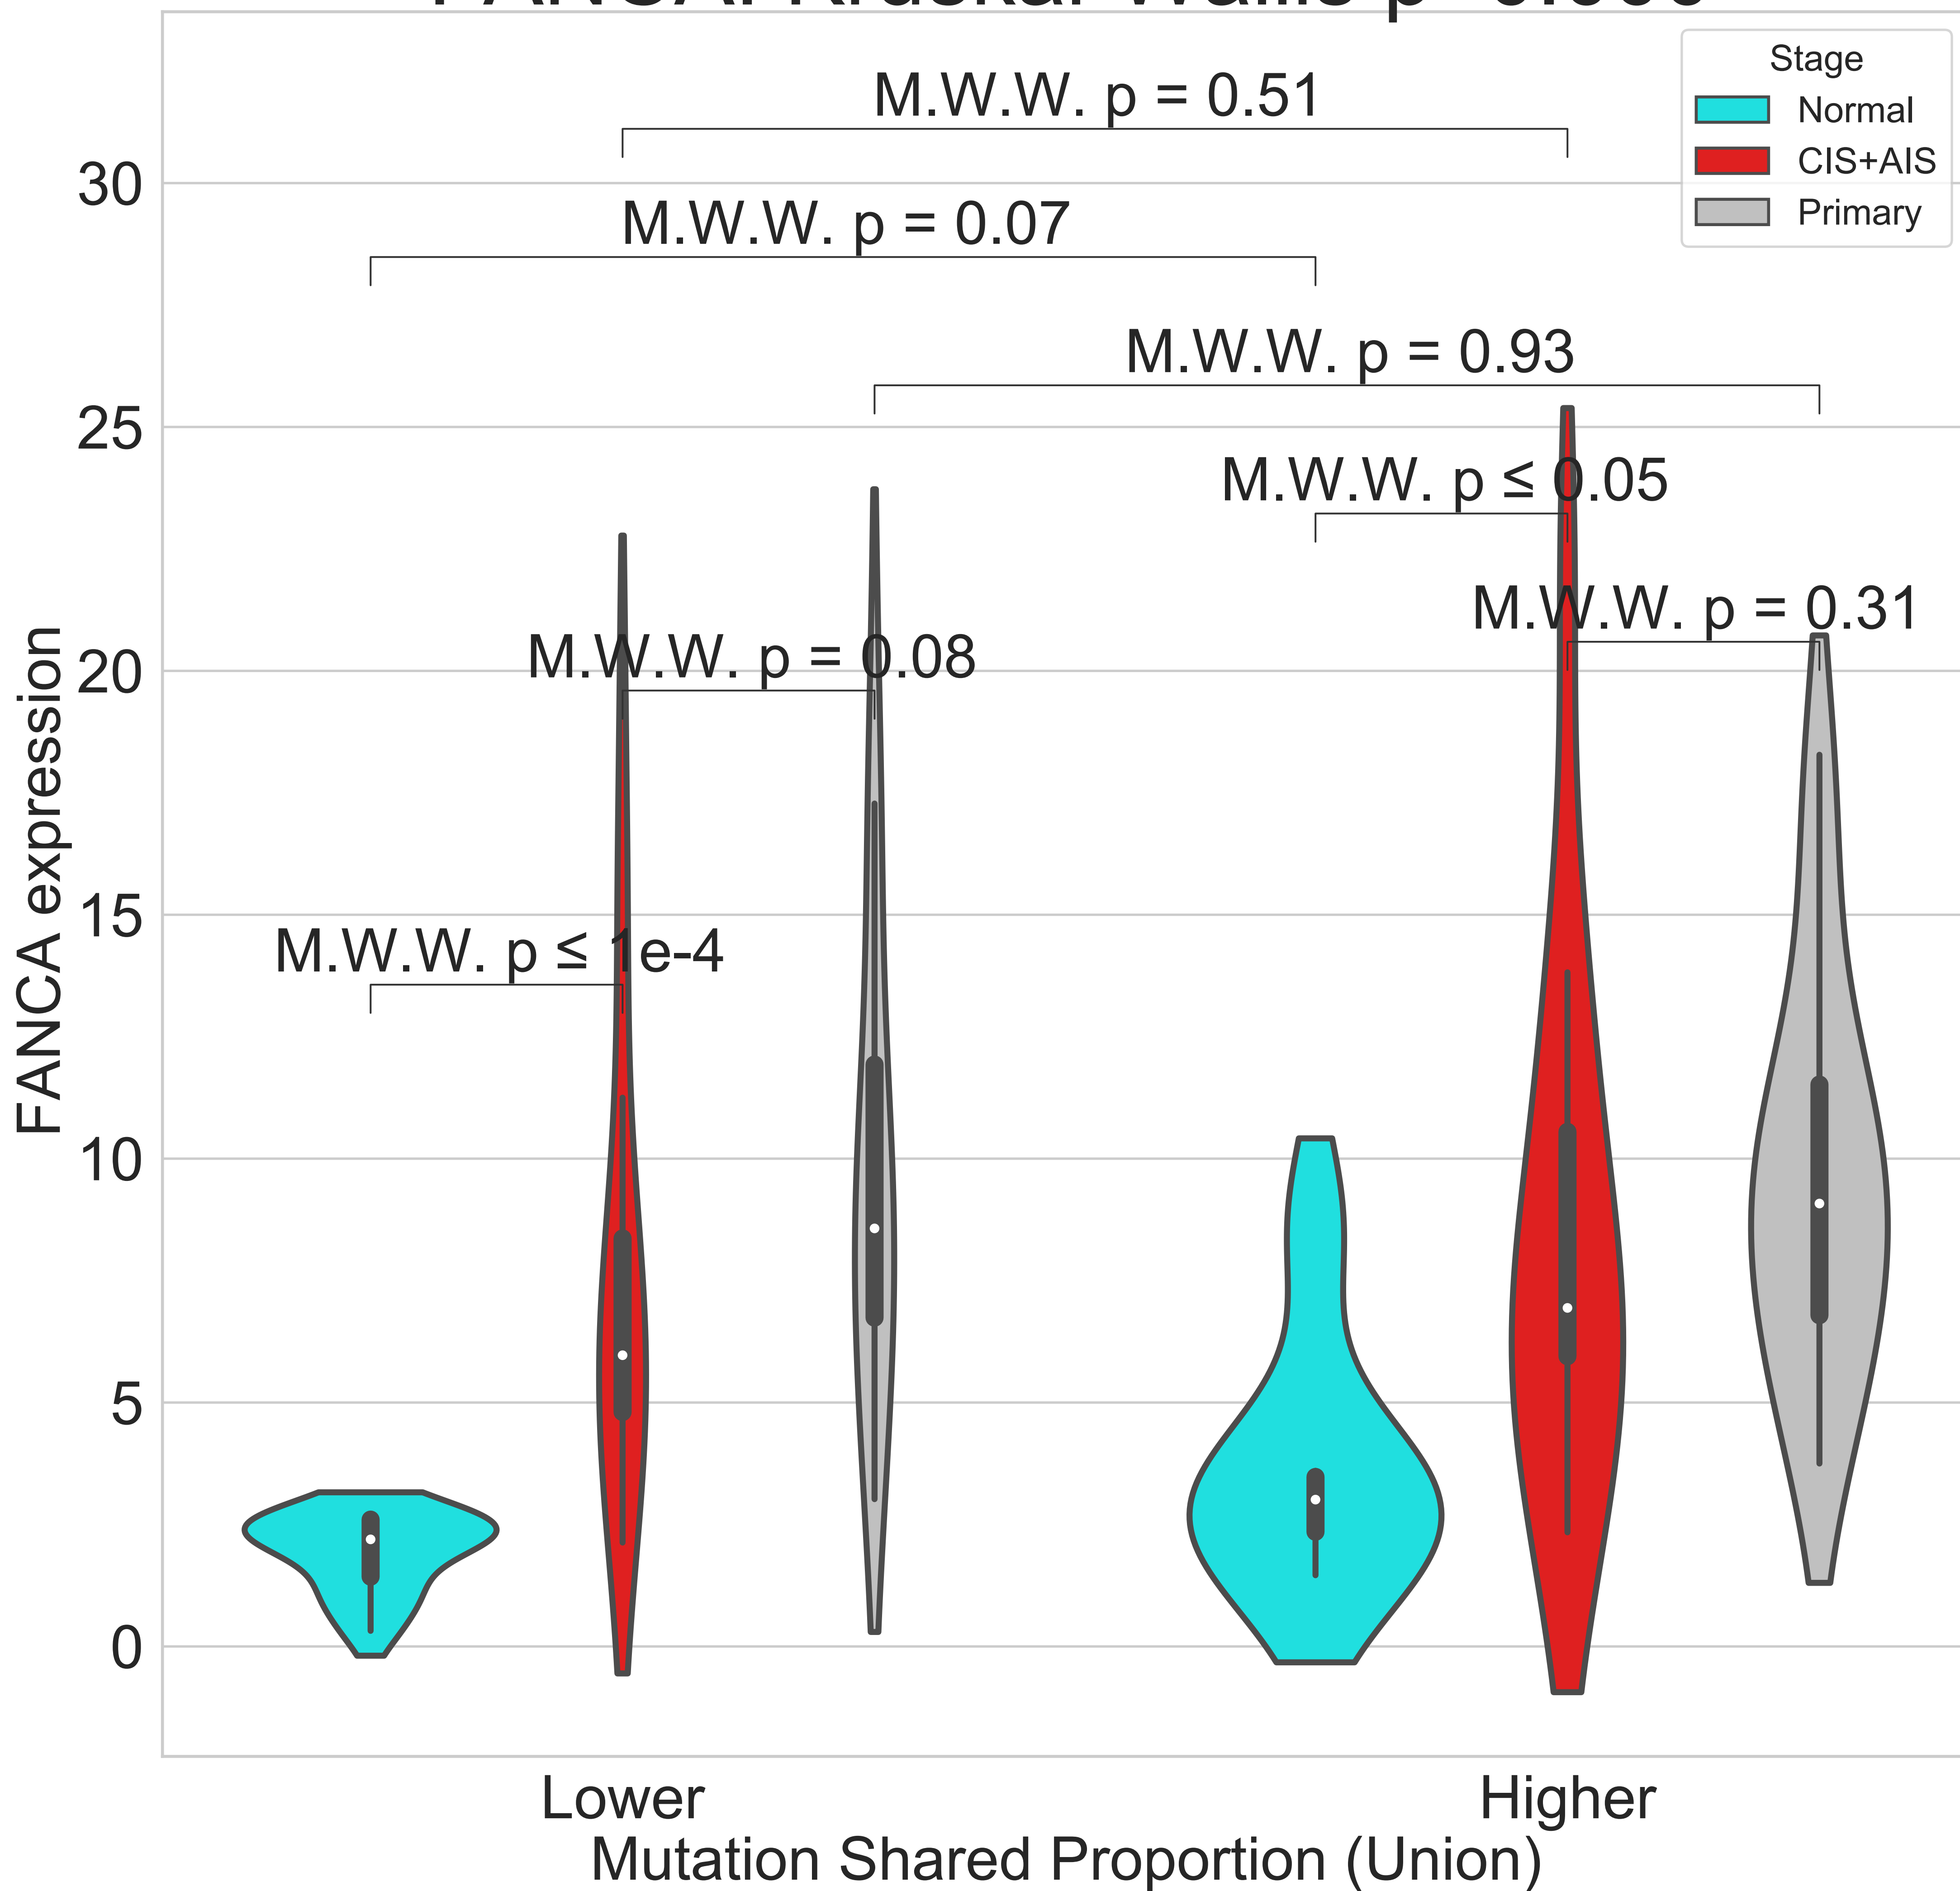 Stage
Normal
CIS+AIS
Primary
M.W.W. p = 0.51
M.W.W. p = 0.07
M.W.W. p = 0.93
M.W.W. p ≤ 0.05
M.W.W. p = 0.31
M.W.W. p = 0.08
M.W.W. p ≤ 1e-4
30
25
20
15
10
5
0
FANCA expression
Lower
Higher
Mutation Shared Proportion (Union)